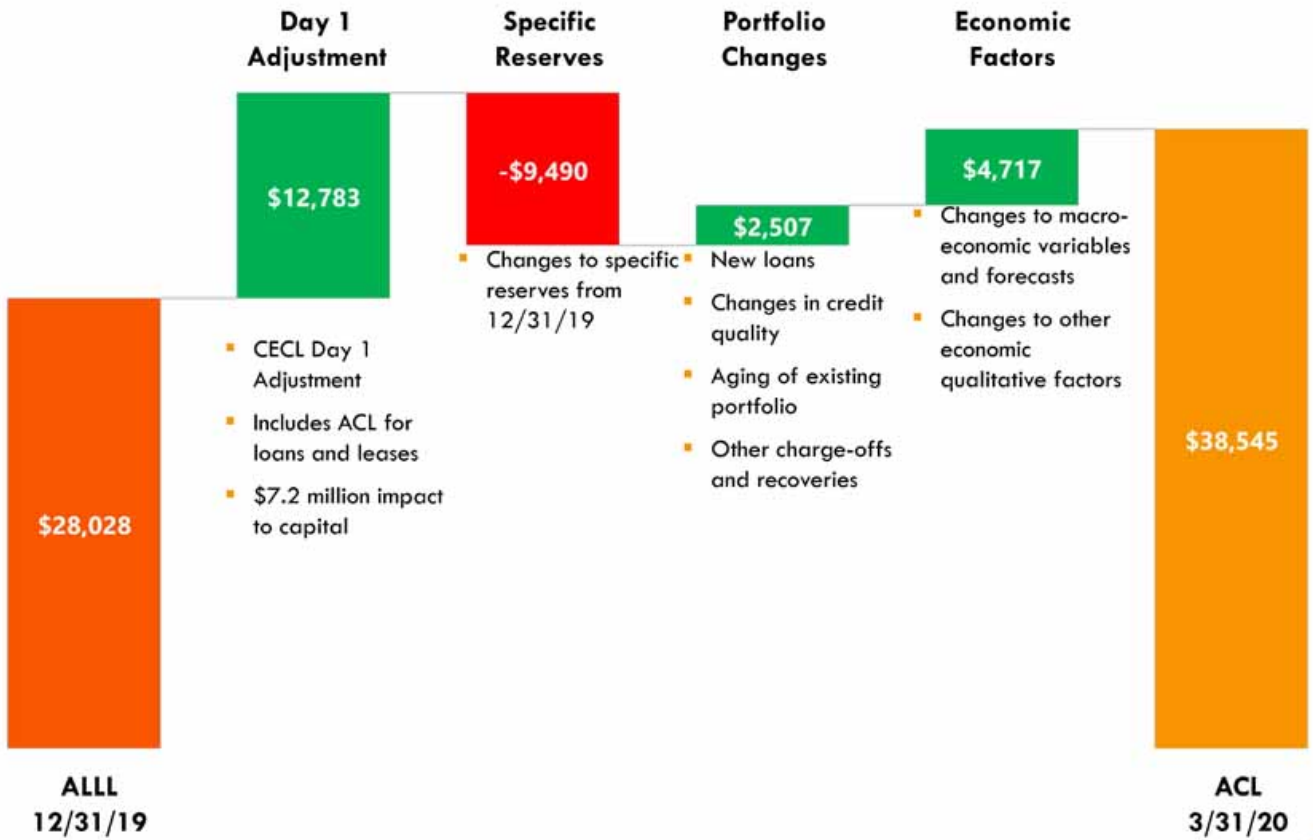 Day 1
Adjustment
Specific
Reserves
Portfolio
Changes
Economic
Factors
$12,783
-$9,490
$2,507
$4,717
▪ CECL Day 1
Adjustment
▪ Includes ACL for
loans and leases
▪ $7.2 million impact
to capital
▪ Changes to specific
reserves from
12/31/19
▪ New loans
▪ Changes in credit
quality
▪ Aging of existing
portfolio
▪ Other charge-offs
and recoveries
▪ Changes to macro-
economic variables
and forecasts
▪ Changes to other
economic
qualitative factors
$28,028
$38,545
ALLL
12/31/19
ACL
3/31/20